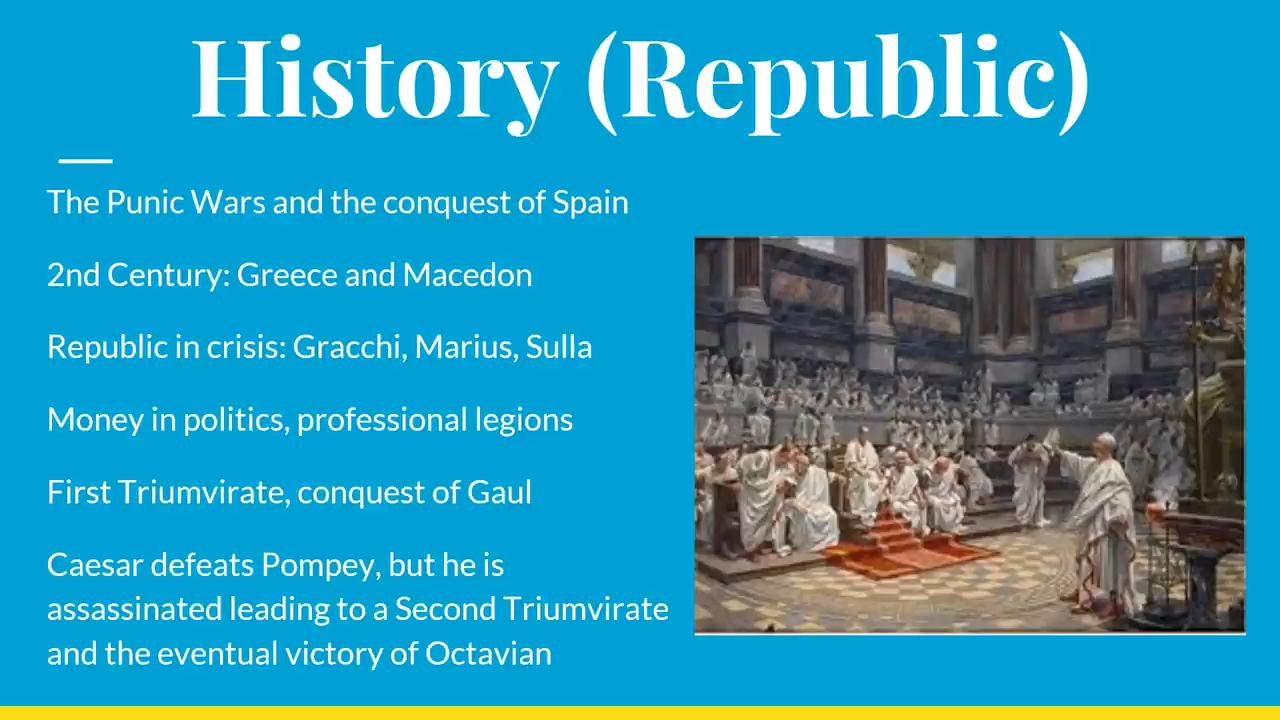 History (Republic)
The Punic Wars and the conquest of Spain
2nd Century: Greece and Macedon
Republic in crisis: Gracchi, Marius, Sulla
Money in politics, professional legions
First Triumvirate, conquest of Gaul
Caesar defeats Pompey, but he is
assassinated leading to a Second Triumvirate
and the eventual victory of Octavian